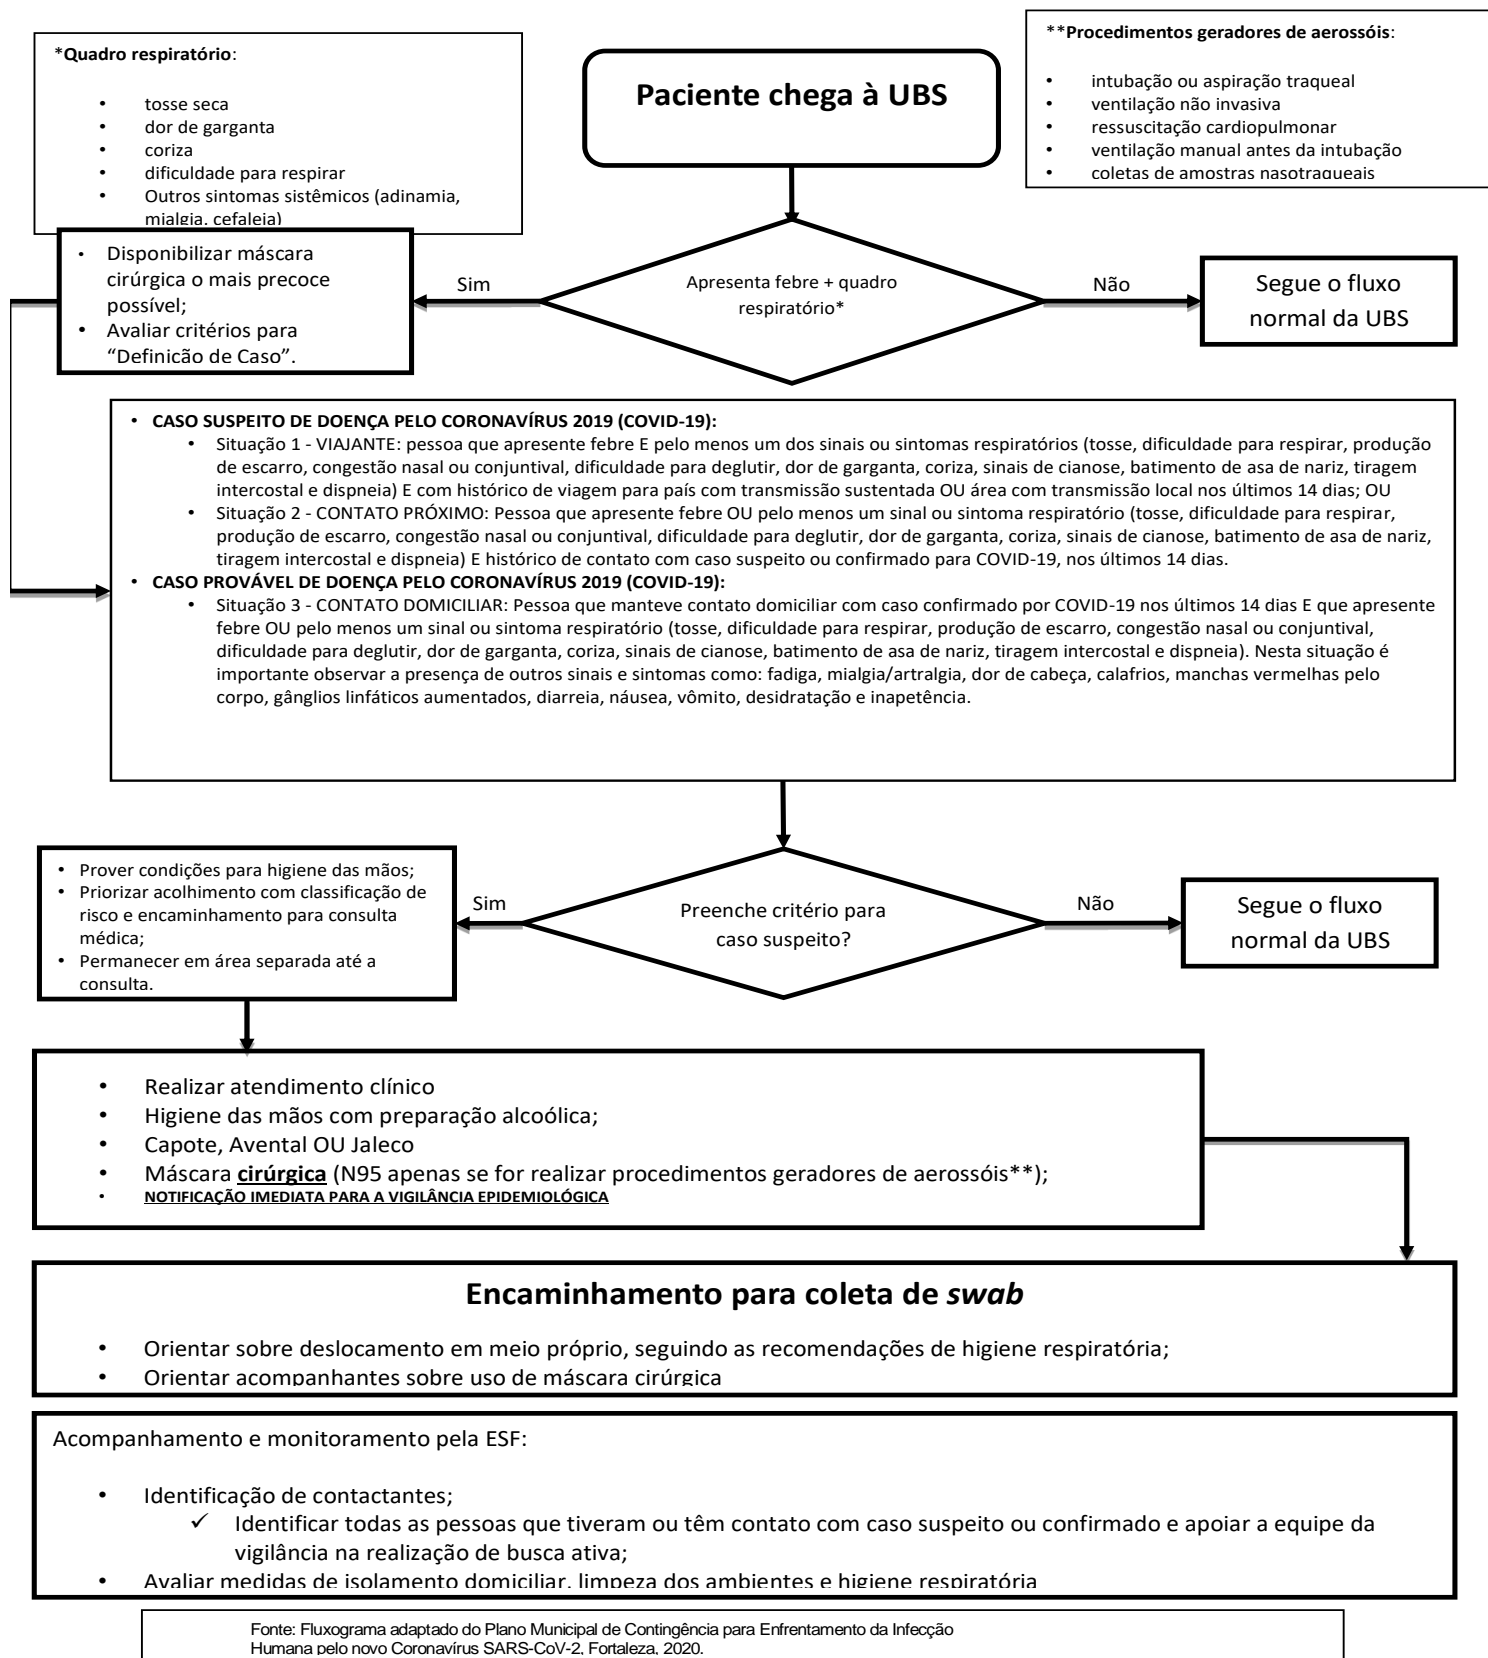 *Quadro respiratório:
• tosse seca
• dor de garganta
• coriza
• dificuldade para respirar
• Outros sintomas sistêmicos (adinamia,
mialgia, cefaleia)
Paciente chega à UBS
**Procedimentos geradores de aerossóis:
• intubação ou aspiração traqueal
• ventilação não invasiva
• ressuscitação cardiopulmonar
• ventilação manual antes da intubação
• coletas de amostras nasotraqueais
• Disponibilizar máscara
cirúrgica o mais precoce
possível;
• Avaliar critérios para
“Definição de Caso”.
Sim
Apresenta febre + quadro
respiratório*
Não
Segue o fluxo
normal da UBS
• CASO SUSPEITO DE DOENÇA PELO CORONAVÍRUS 2019 (COVID-19):
• Situação 1 - VIAJANTE: pessoa que apresente febre E pelo menos um dos sinais ou sintomas respiratórios (tosse, dificuldade para respirar, produção
de escarro, congestão nasal ou conjuntival, dificuldade para deglutir, dor de garganta, coriza, sinais de cianose, batimento de asa de nariz, tiragem
intercostal e dispneia) E com histórico de viagem para país com transmissão sustentada OU área com transmissão local nos últimos 14 dias; OU
• Situação 2 - CONTATO PRÓXIMO: Pessoa que apresente febre OU pelo menos um sinal ou sintoma respiratório (tosse, dificuldade para respirar,
produção de escarro, congestão nasal ou conjuntival, dificuldade para deglutir, dor de garganta, coriza, sinais de cianose, batimento de asa de nariz,
tiragem intercostal e dispneia) E histórico de contato com caso suspeito ou confirmado para COVID-19, nos últimos 14 dias.
• CASO PROVÁVEL DE DOENÇA PELO CORONAVÍRUS 2019 (COVID-19):
• Situação 3 - CONTATO DOMICILIAR: Pessoa que manteve contato domiciliar com caso confirmado por COVID-19 nos últimos 14 dias E que apresente
febre OU pelo menos um sinal ou sintoma respiratório (tosse, dificuldade para respirar, produção de escarro, congestão nasal ou conjuntival,
dificuldade para deglutir, dor de garganta, coriza, sinais de cianose, batimento de asa de nariz, tiragem intercostal e dispneia). Nesta situação é
importante observar a presença de outros sinais e sintomas como: fadiga, mialgia/artralgia, dor de cabeça, calafrios, manchas vermelhas pelo
corpo, gânglios linfáticos aumentados, diarreia, náusea, vômito, desidratação e inapetência.
• Prover condições para higiene das mãos;
• Priorizar acolhimento com classificação de
risco e encaminhamento para consulta
médica;
• Permanecer em área separada até a
consulta.
Sim
Preenche critério para
caso suspeito?
Não
Segue o fluxo
normal da UBS
• Realizar atendimento clínico
• Higiene das mãos com preparação alcoólica;
• Capote, Avental OU Jaleco
• Máscara cirúrgica (N95 apenas se for realizar procedimentos geradores de aerossóis**);
• NOTIFICAÇÃO IMEDIATA PARA A VIGILÂNCIA EPIDEMIOLÓGICA
Encaminhamento para coleta de swab
• Orientar sobre deslocamento em meio próprio, seguindo as recomendações de higiene respiratória;
• Orientar acompanhantes sobre uso de máscara cirúrgica
Acompanhamento e monitoramento pela ESF:
• Identificação de contactantes;
✓ Identificar todas as pessoas que tiveram ou têm contato com caso suspeito ou confirmado e apoiar a equipe da
vigilância na realização de busca ativa;
• Avaliar medidas de isolamento domiciliar, limpeza dos ambientes e higiene respiratória
Fonte: Fluxograma adaptado do Plano Municipal de Contingência para Enfrentamento da Infecção
Humana pelo novo Coronavírus SARS-CoV-2, Fortaleza, 2020.